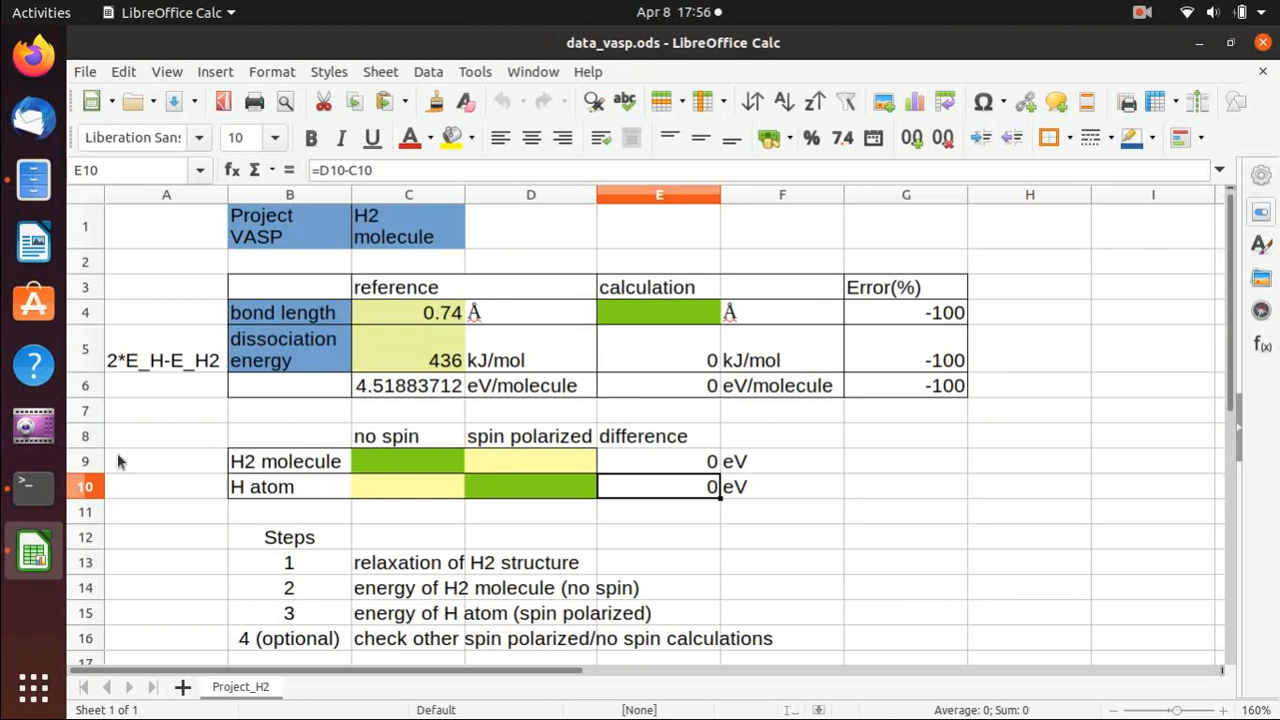 Activities LibreOffice Calc Apr 8 17:56
data_vasp.ods - LibreOffice Calc
File Edit View Insert Format Styles Sheet Data Tools Window Help
Liberation Sans 10
E10 =D10-C10
A B C D E F G H I
1 Project VASP H2 molecule
2
3 reference calculation Error(%)
4 bond length 0.74 Å Å -100
5 2*E_H-E_H2 dissociation energy 436 kJ/mol 0 kJ/mol -100
6 4.51883712 eV/molecule 0 eV/molecule -100
7
8 no spin spin polarized difference
9 H2 molecule 0 eV
10 H atom 0 eV
11
12 Steps
13 1 relaxation of H2 structure
14 2 energy of H2 molecule (no spin)
15 3 energy of H atom (spin polarized)
16 4 (optional) check other spin polarized/no spin calculations
17
Project_H2
Sheet 1 of 1 Default [None] Average: 0; Sum: 0 160%